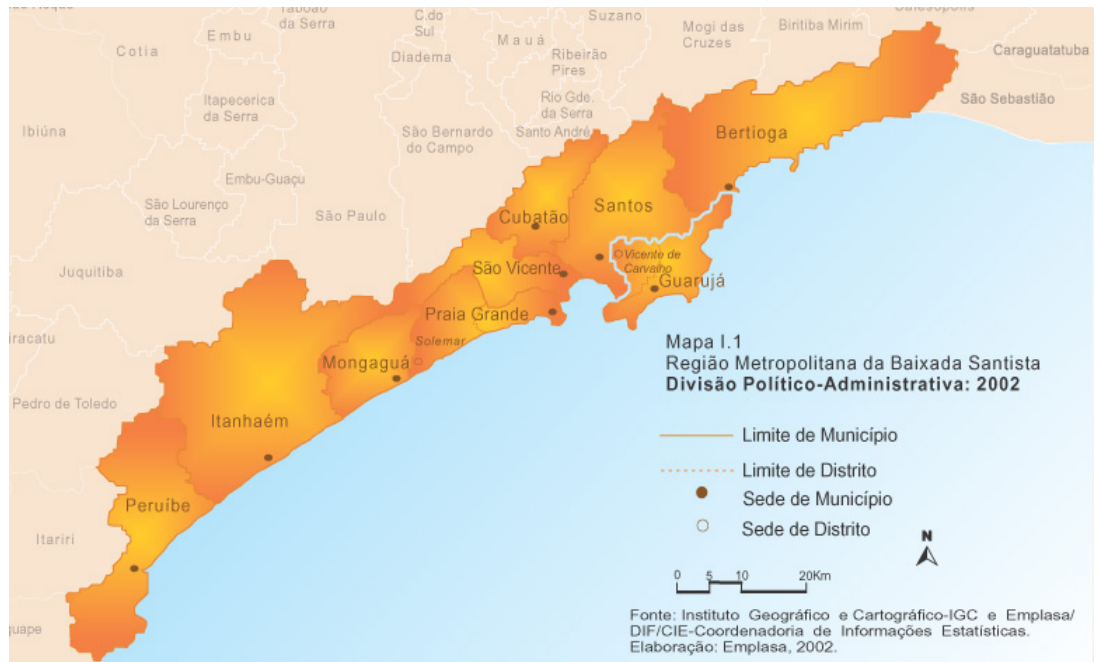 Suzano
Taboão
da Serra
C.do
Sul
Embu
Mogi das
Cruzes
Biritiba Mirim
Cotia
Mauá
Diadema
Ribeirão
Pires
Caraguatatuba
Itapecerica
da Serra
Rio Gde.
da Serra
São Sebastião
Ibiúna
São Bernardo
do Campo
Santo André
Bertioga
Embu-Guaçu
São Lourenço
da Serra
São Paulo
Cubatão
Santos
Vicente de
Carvalho
Juquitiba
São Vicente
Guarujá
Praia Grande
Solemar
Mongaguá
Pedro de Toledo
Itanhaém
Peruíbe
Itariri
Mapa I.1
Região Metropolitana da Baixada Santista
Divisão Político-Administrativa: 2002
Limite de Município
Limite de Distrito
Sede de Município
Sede de Distrito
N
0 5 10 20Km
Fonte: Instituto Geográfico e Cartográfico-IGC e Emplasa/
DIF/CIE-Coordenadoria de Informações Estatísticas.
Elaboração: Emplasa, 2002.